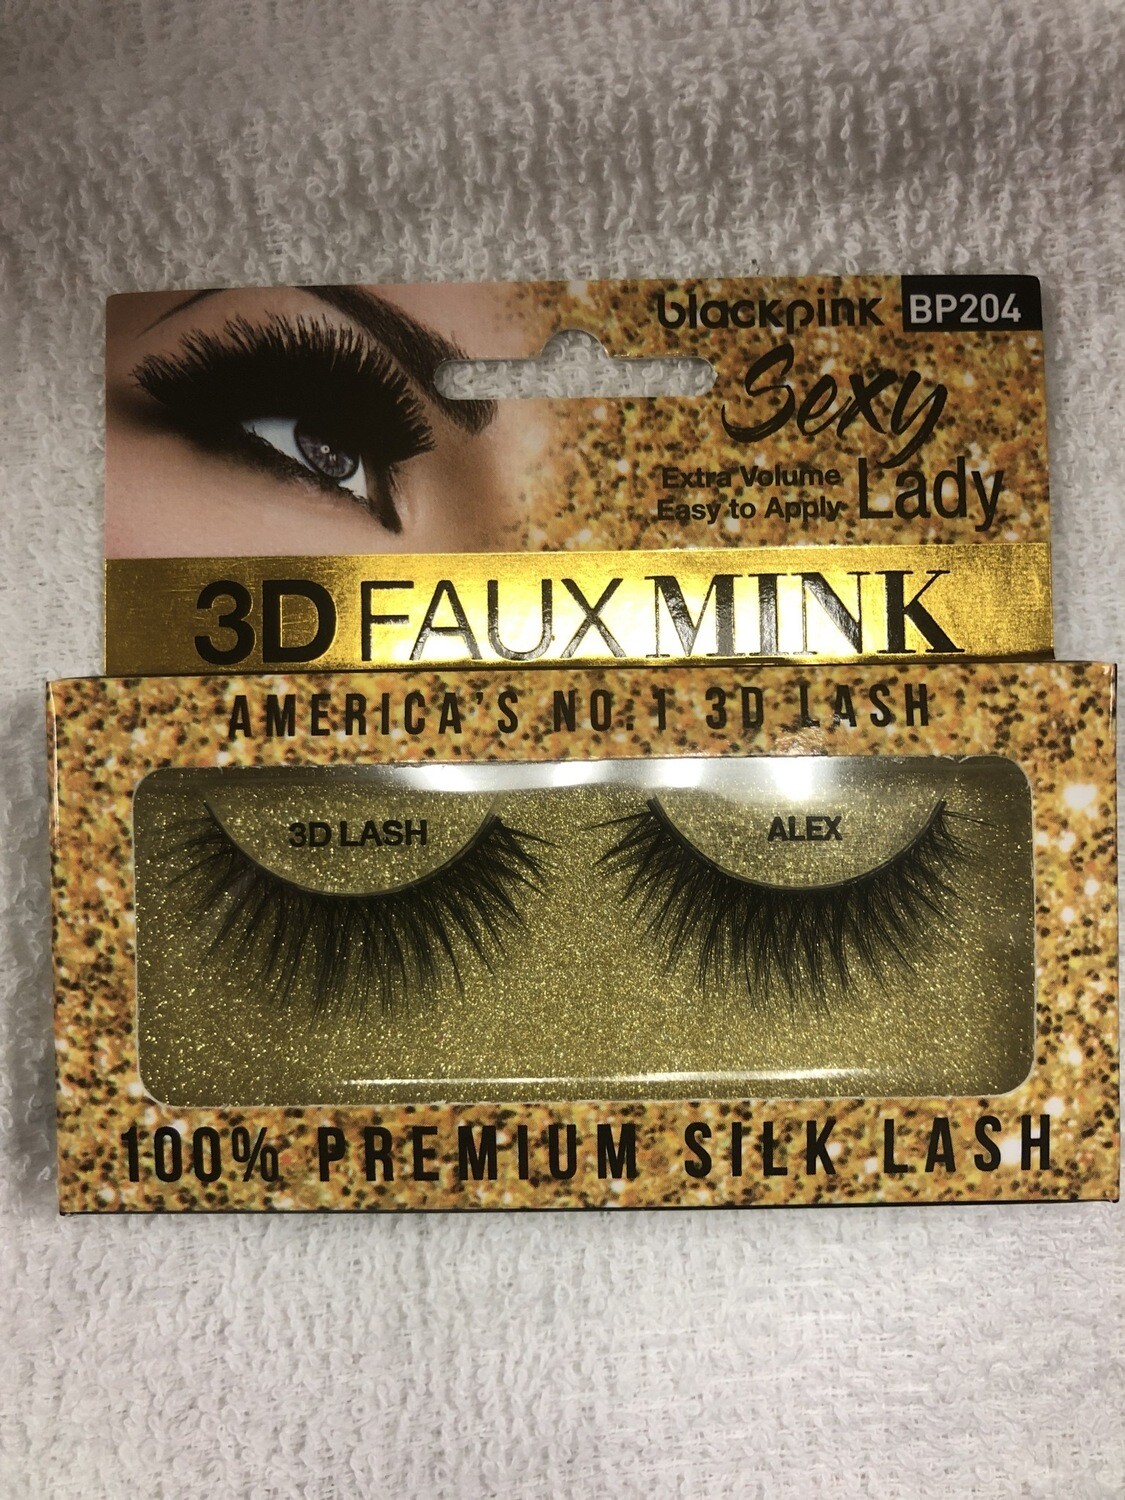 blackpink BP204
Sexy
Lady
Extra Volume
Easy to Apply
3D FAUX MINK
AMERICA'S NO.1 3D LASH
3D LASH
ALEX
100% PREMIUM SILK LASH